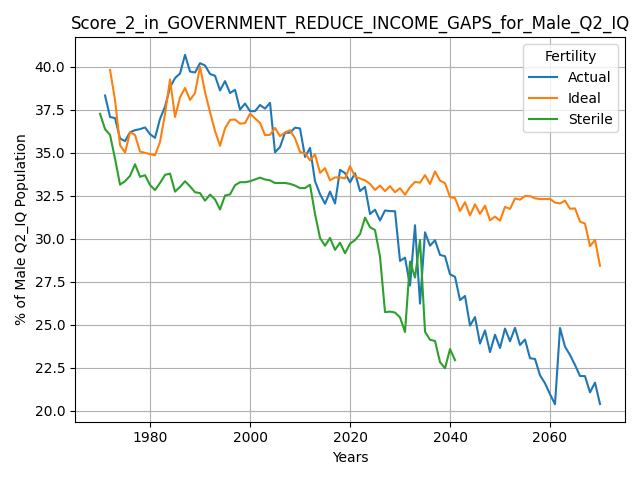 Score_2_in_GOVERNMENT_REDUCE_INCOME_GAPS_for_Male_Q2_IQ
Fertility
Actual
Ideal
Sterile
% of Male Q2_IQ Population
40.0
37.5
35.0
32.5
30.0
27.5
25.0
22.5
20.0
1980 2000 2020 2040 2060
Years